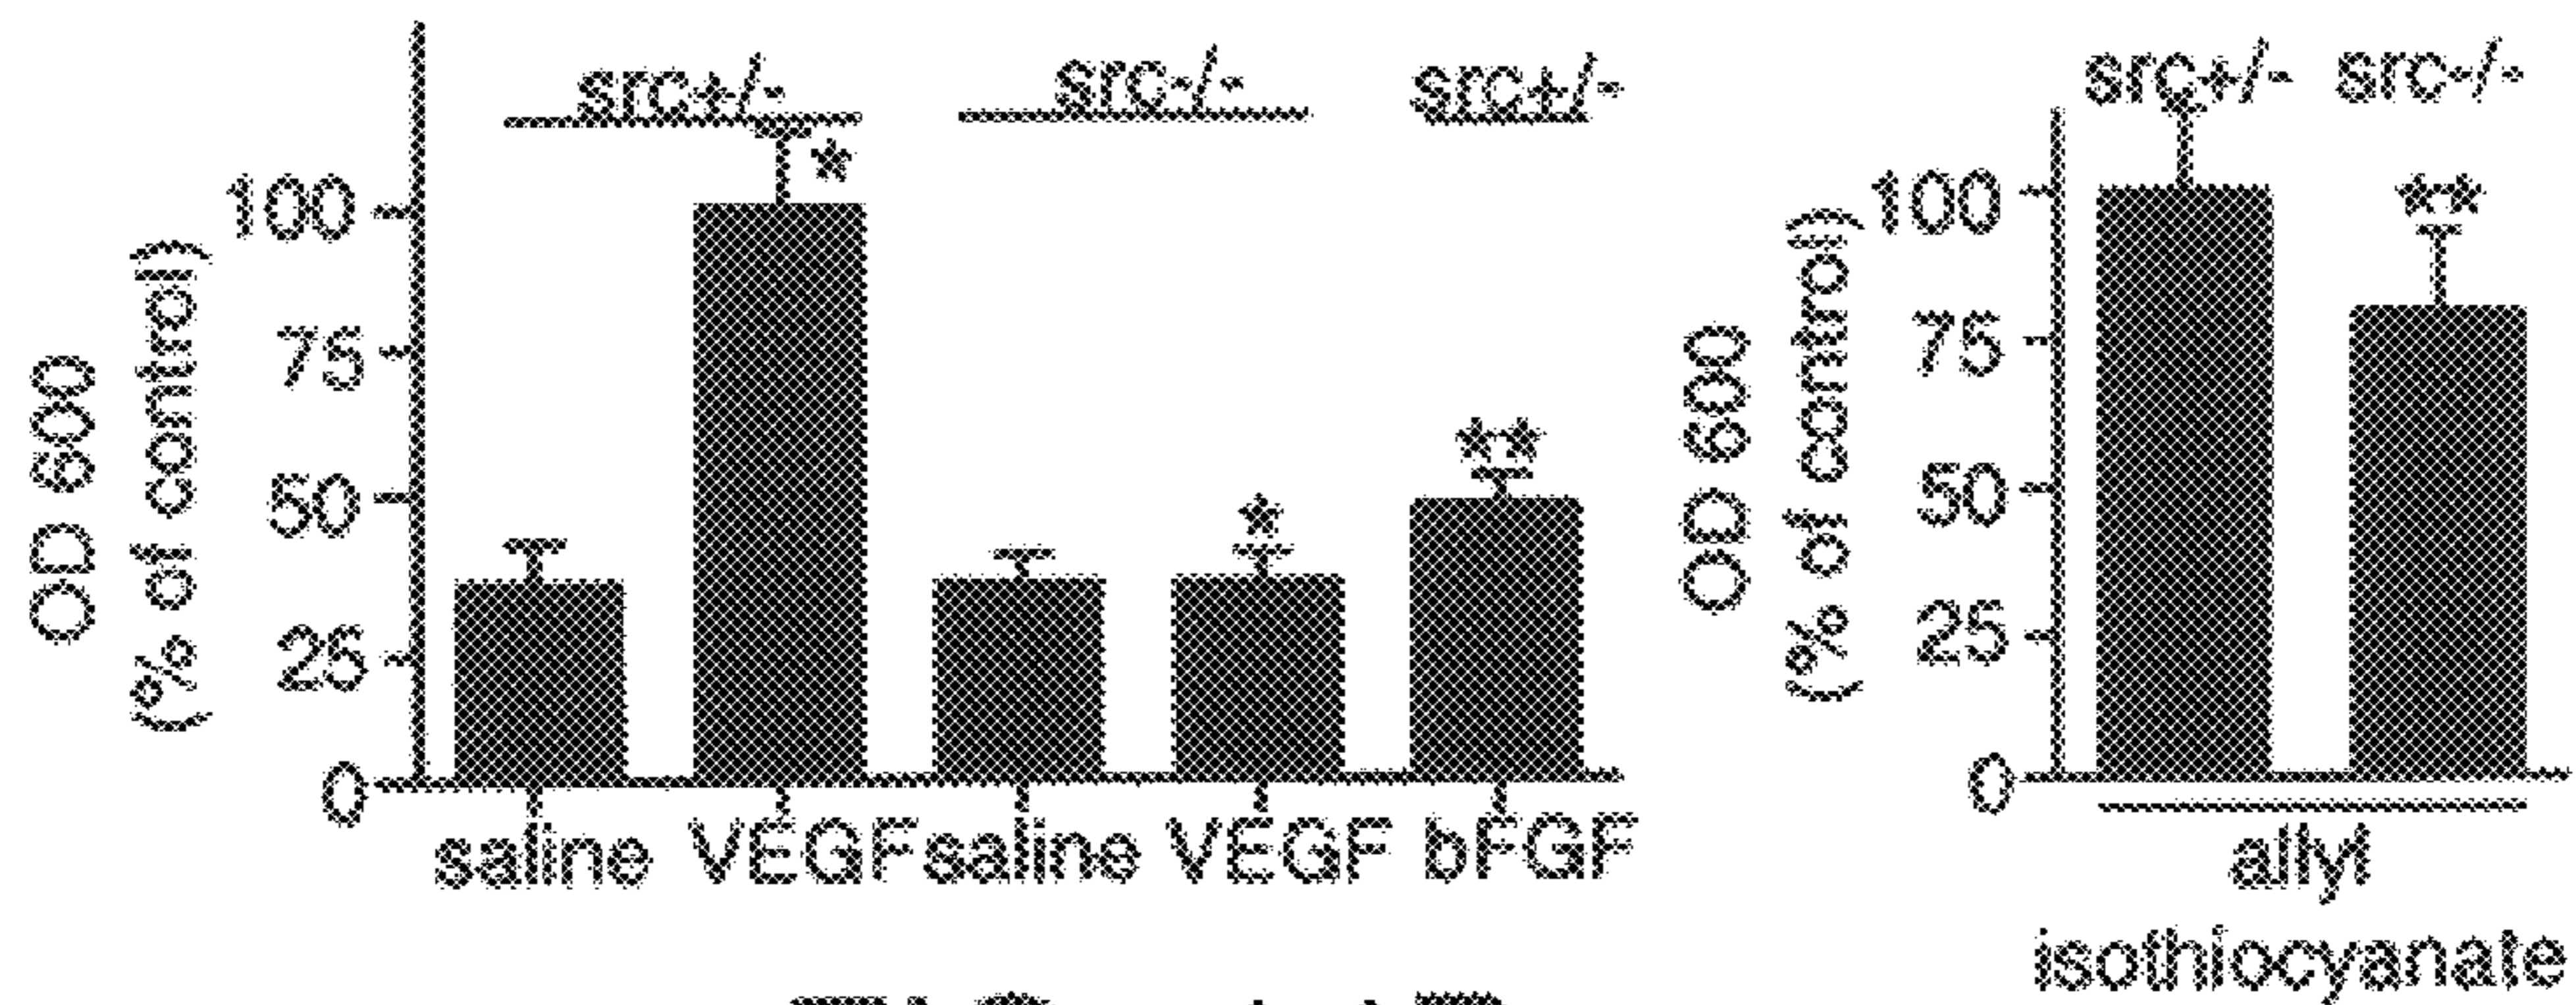 src+/- src-/- src+/-
*
100
75
50
25
0
OD 600
(% of control)
*
**
saline VEGF saline VEGF bFGF
src+/- src-/-
**
100
75
50
25
0
OD 600
(% of control)
allyl
isothiocyanate